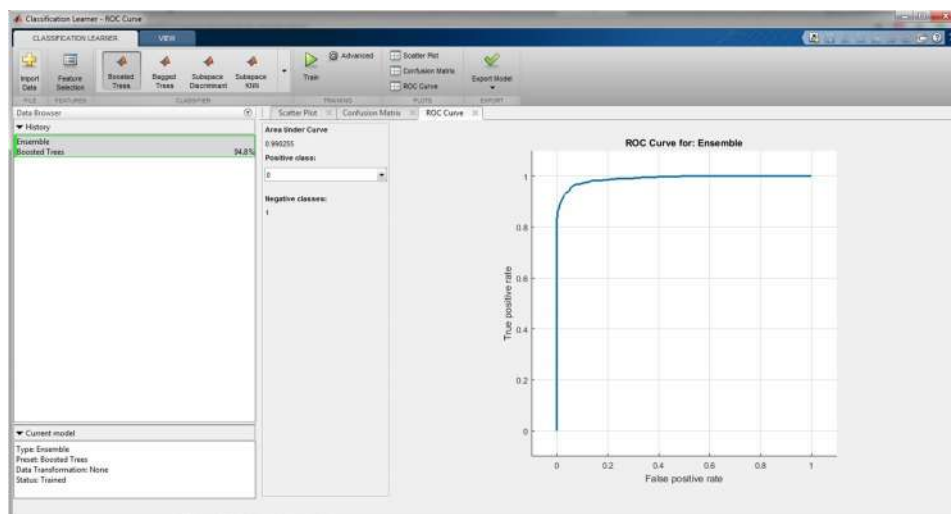 Classification Learner - ROC Curve
CLASSIFICATION LEARNER
VIEW
Import Data
Feature Selection
Boosted Trees
Bagged Trees
Subspace Discriminant
Subspace KNN
Train
Advanced
Scatter Plot
Confusion Matrix
ROC Curve
Export Model
FILE
FEATURES
CLASSIFIER
TRAINING
PLOTS
EXPORT
Data Browser
Scatter Plot
Confusion Matrix
ROC Curve
History
Ensemble
Boosted Trees 94.8%
Area Under Curve
0.990255
Positive class:
0
Negative classes:
1
ROC Curve for: Ensemble
True positive rate
1
0.8
0.6
0.4
0.2
0
0 0.2 0.4 0.6 0.8 1
False positive rate
Current model
Type: Ensemble
Preset: Boosted Trees
Data Transformation: None
Status: Trained